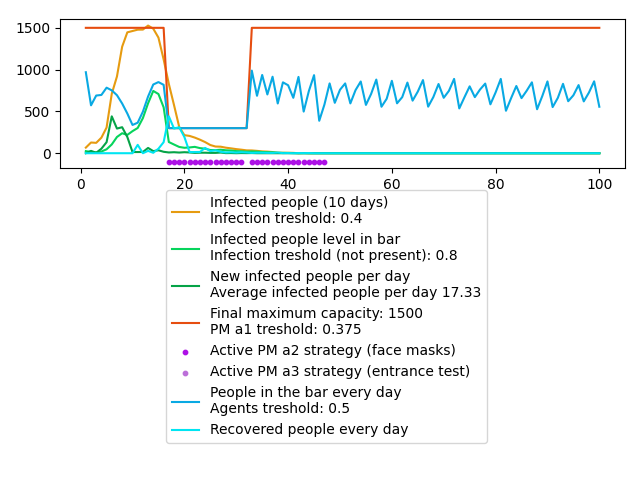 1500
1000
500
0
0 20 40 60 80 100
Infected people (10 days)
Infection treshold: 0.4
Infected people level in bar
Infection treshold (not present): 0.8
New infected people per day
Average infected people per day 17.33
Final maximum capacity: 1500
PM a1 treshold: 0.375
Active PM a2 strategy (face masks)
Active PM a3 strategy (entrance test)
People in the bar every day
Agents treshold: 0.5
Recovered people every day